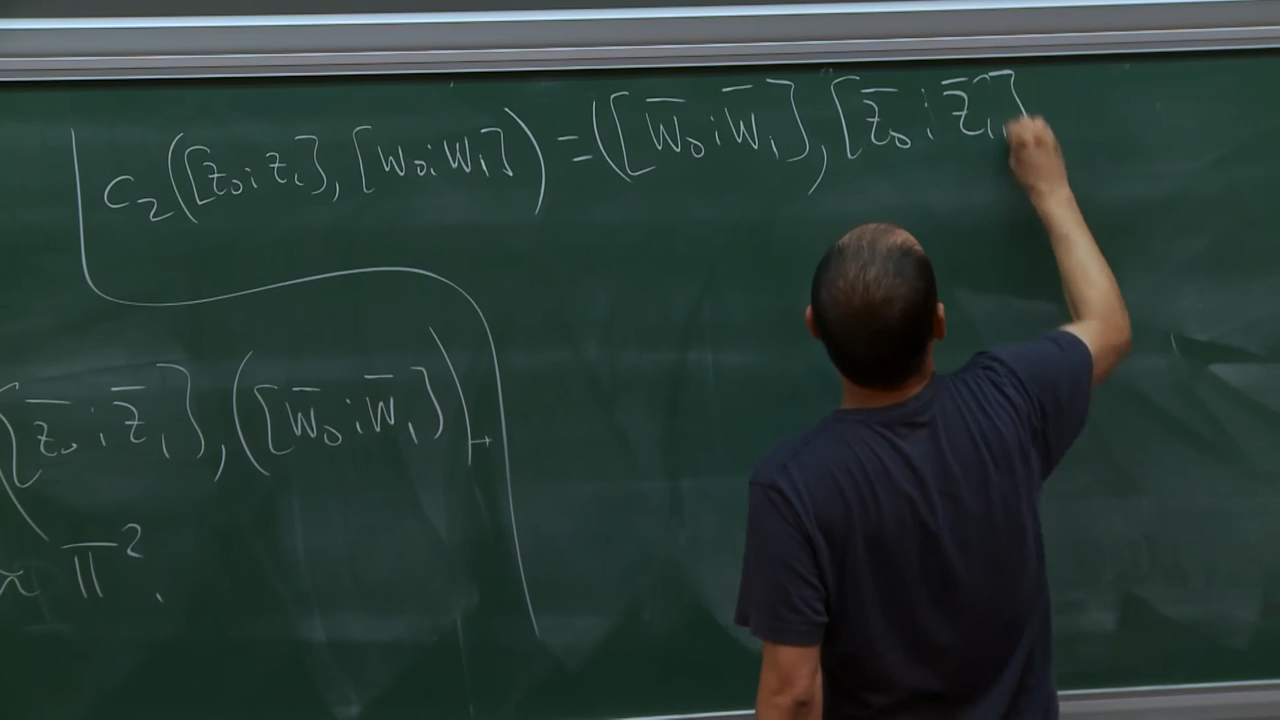 c₂([z₀:z₁], [w₀:w₁]) = ([w̅₀:w̅₁], [z̅₀:z̅₁]
([z̅₀:z̅₁], ([w̅₀:w̅₁])
~ π².